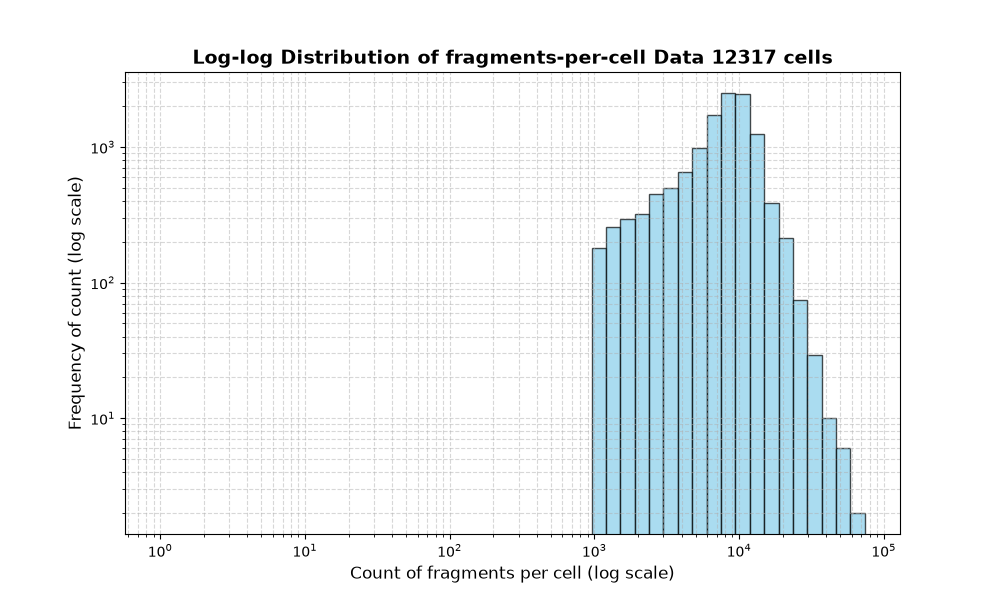 Log-log Distribution of fragments-per-cell Data 12317 cells
Frequency of count (log scale)
10³
10²
10¹
10⁰ 10¹ 10² 10³ 10⁴ 10⁵
Count of fragments per cell (log scale)